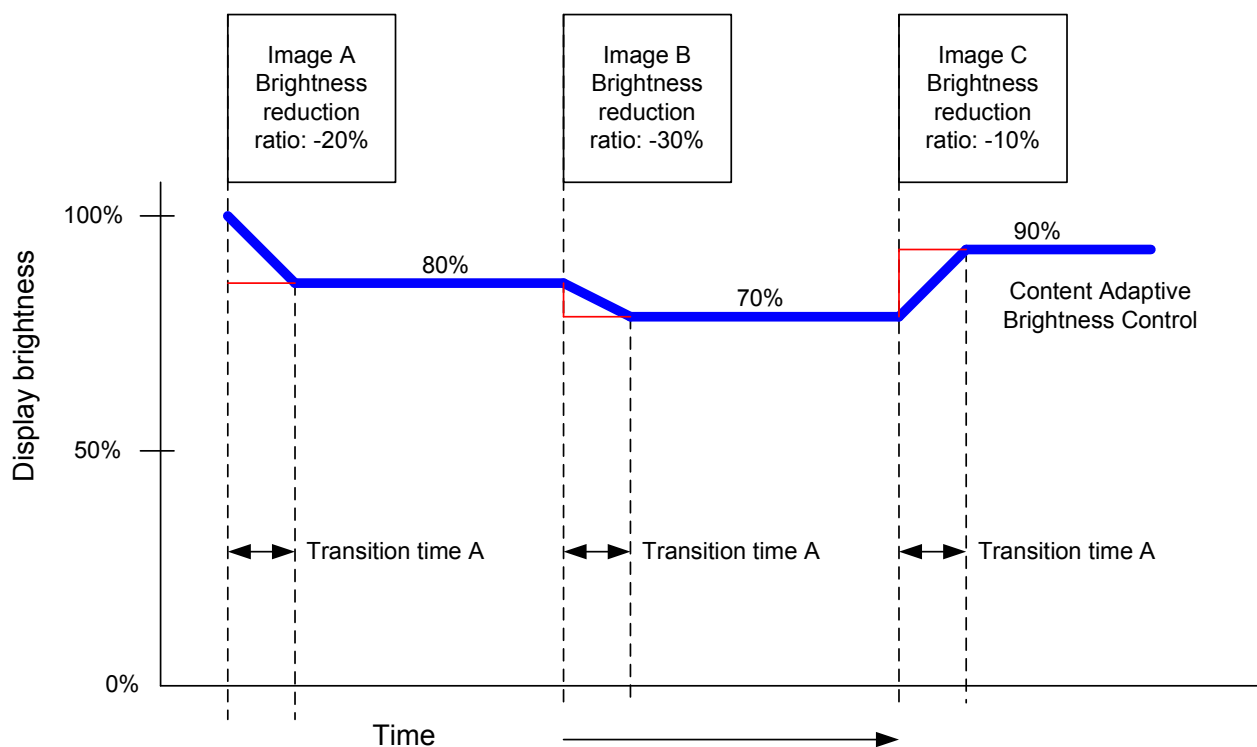 Image A
Brightness
reduction
ratio: -20%
Image B
Brightness
reduction
ratio: -30%
Image C
Brightness
reduction
ratio: -10%
100%
80%
70%
90%
Content Adaptive
Brightness Control
Display brightness
50%
Transition time A
Transition time A
Transition time A
0%
Time